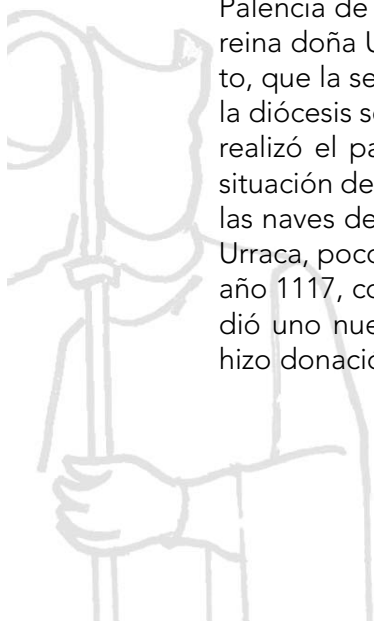 Palencia de
reina doña U
to, que la se
la diócesis s
realizó el pa
situación de
las naves de
Urraca, poco
año 1117, co
dió uno nue
hizo donació